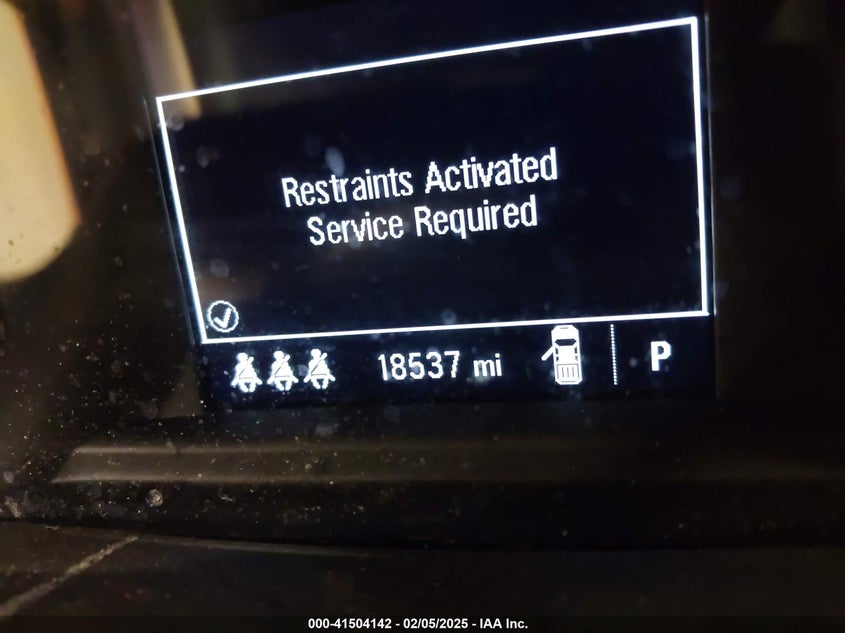 Restraints Activated
Service Required
18537 mi
P
000-41504142 - 02/05/2025 - IAA Inc.